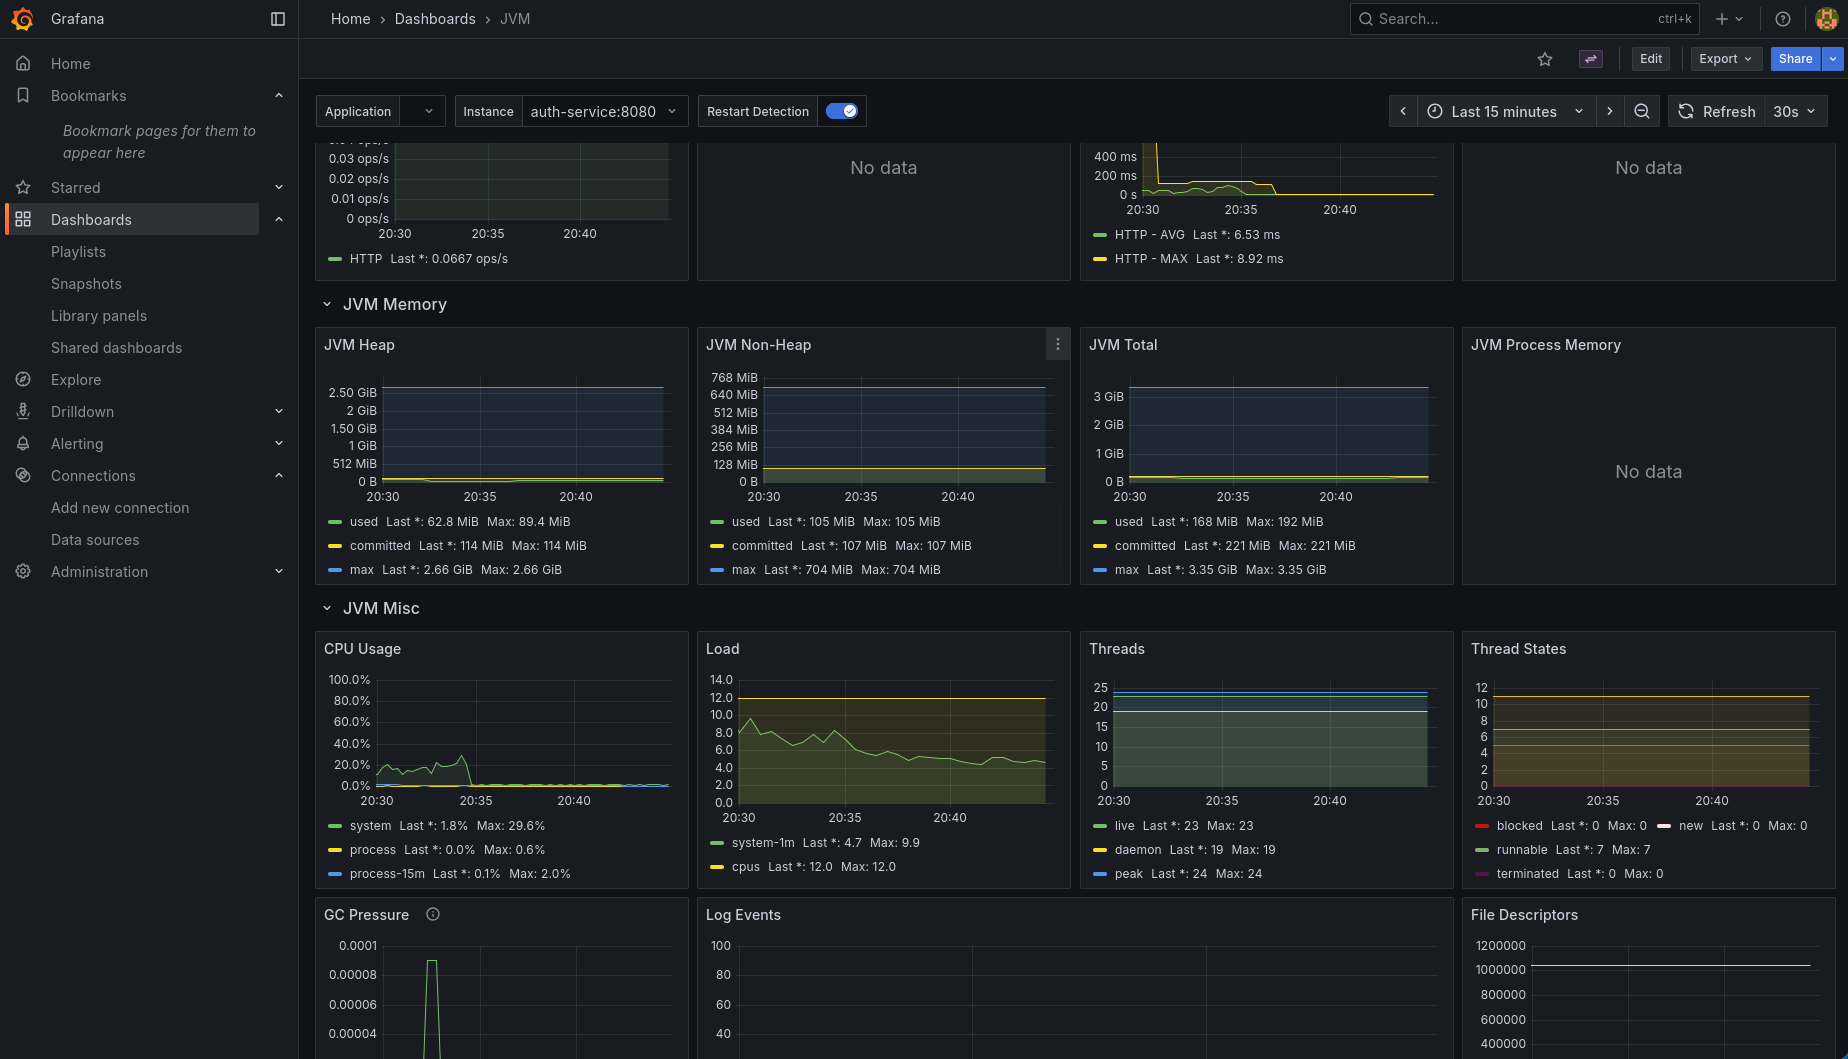 Grafana
Home › Dashboards › JVM
Search... ctrl+k
Edit Export Share
Home
Bookmarks
Bookmark pages for them to
appear here
Starred
Dashboards
Playlists
Snapshots
Library panels
Shared dashboards
Explore
Drilldown
Alerting
Connections
Add new connection
Data sources
Administration
Application Instance auth-service:8080 Restart Detection
Last 15 minutes Refresh 30s
0.03 ops/s
0.02 ops/s
0.01 ops/s
0 ops/s
20:30 20:35 20:40
HTTP Last *: 0.0667 ops/s
No data
400 ms
200 ms
0 s
20:30 20:35 20:40
HTTP - AVG Last *: 6.53 ms
HTTP - MAX Last *: 8.92 ms
No data
JVM Memory
JVM Heap
2.50 GiB
2 GiB
1.50 GiB
1 GiB
512 MiB
0 B
20:30 20:35 20:40
used Last *: 62.8 MiB Max: 89.4 MiB
committed Last *: 114 MiB Max: 114 MiB
max Last *: 2.66 GiB Max: 2.66 GiB
JVM Non-Heap
768 MiB
640 MiB
512 MiB
384 MiB
256 MiB
128 MiB
0 B
20:30 20:35 20:40
used Last *: 105 MiB Max: 105 MiB
committed Last *: 107 MiB Max: 107 MiB
max Last *: 704 MiB Max: 704 MiB
JVM Total
3 GiB
2 GiB
1 GiB
0 B
20:30 20:35 20:40
used Last *: 168 MiB Max: 192 MiB
committed Last *: 221 MiB Max: 221 MiB
max Last *: 3.35 GiB Max: 3.35 GiB
JVM Process Memory
No data
JVM Misc
CPU Usage
100.0%
80.0%
60.0%
40.0%
20.0%
0.0%
20:30 20:35 20:40
system Last *: 1.8% Max: 29.6%
process Last *: 0.0% Max: 0.6%
process-15m Last *: 0.1% Max: 2.0%
Load
14.0
12.0
10.0
8.0
6.0
4.0
2.0
0.0
20:30 20:35 20:40
system-1m Last *: 4.7 Max: 9.9
cpus Last *: 12.0 Max: 12.0
Threads
25
20
15
10
5
0
20:30 20:35 20:40
live Last *: 23 Max: 23
daemon Last *: 19 Max: 19
peak Last *: 24 Max: 24
Thread States
12
10
8
6
4
2
0
20:30 20:35 20:40
blocked Last *: 0 Max: 0 new Last *: 0 Max: 0
runnable Last *: 7 Max: 7
terminated Last *: 0 Max: 0
GC Pressure
0.0001
0.00008
0.00006
0.00004
Log Events
100
80
60
40
File Descriptors
1200000
1000000
800000
600000
400000